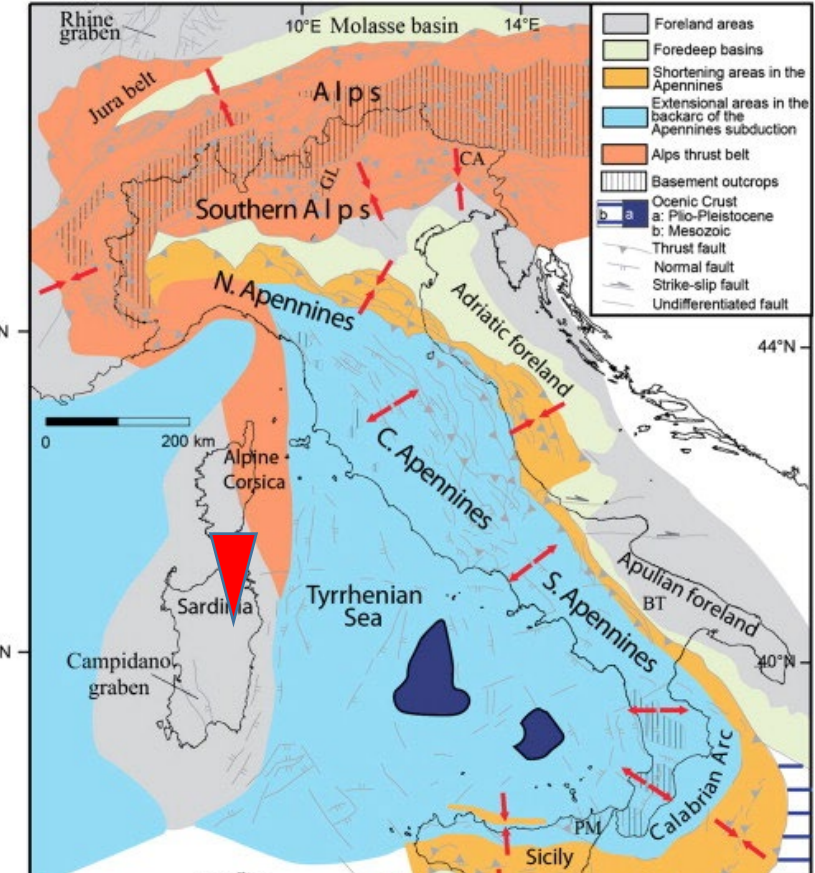 Rhine
graben
10°E
Molasse basin
14°E
Jura belt
Alps
GL
CA
Southern Alps
N. Apennines
Adriatic foreland
N
44°N
0
200 km
Alpine
Corsica
C. Apennines
Sardinia
Tyrrhenian
Sea
S. Apennines
Apulian foreland
BT
N
40°N
Campidano
graben
Calabrian Arc
PM
Sicily
Foreland areas
Foredeep basins
Shortening areas in the
Apennines
Extensional areas in the
backarc of the
Apennines subduction
Alps thrust belt
Basement outcrops
b a
Ocenic Crust
a: Plio-Pleistocene
b: Mesozoic
Thrust fault
Normal fault
Strike-slip fault
Undifferentiated fault